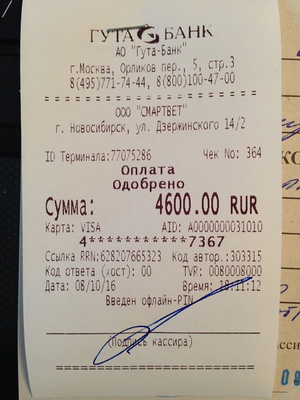 ГУТА БАНК
АО "Гута-Банк"
г.Москва, Орликов пер., 5, стр.3
8(495)771-74-44, 8(800)100-47-00
ООО "СМАРТВЕТ"
г. Новосибирск, ул. Дзержинского 14/2
ID Терминала:77075286 Чек No: 364
Оплата
Одобрено
Сумма: 4600.00 RUR
Карта: VISA AID: A0000000031010
4***********7367
Ссылка RRN:628207665323 Код автор.:303315
Код ответа (хост): 00 TVR: 0080008000
Дата: 08/10/16 Время: 18:11:12
Введен офлайн-PIN
(Подпись кассира)